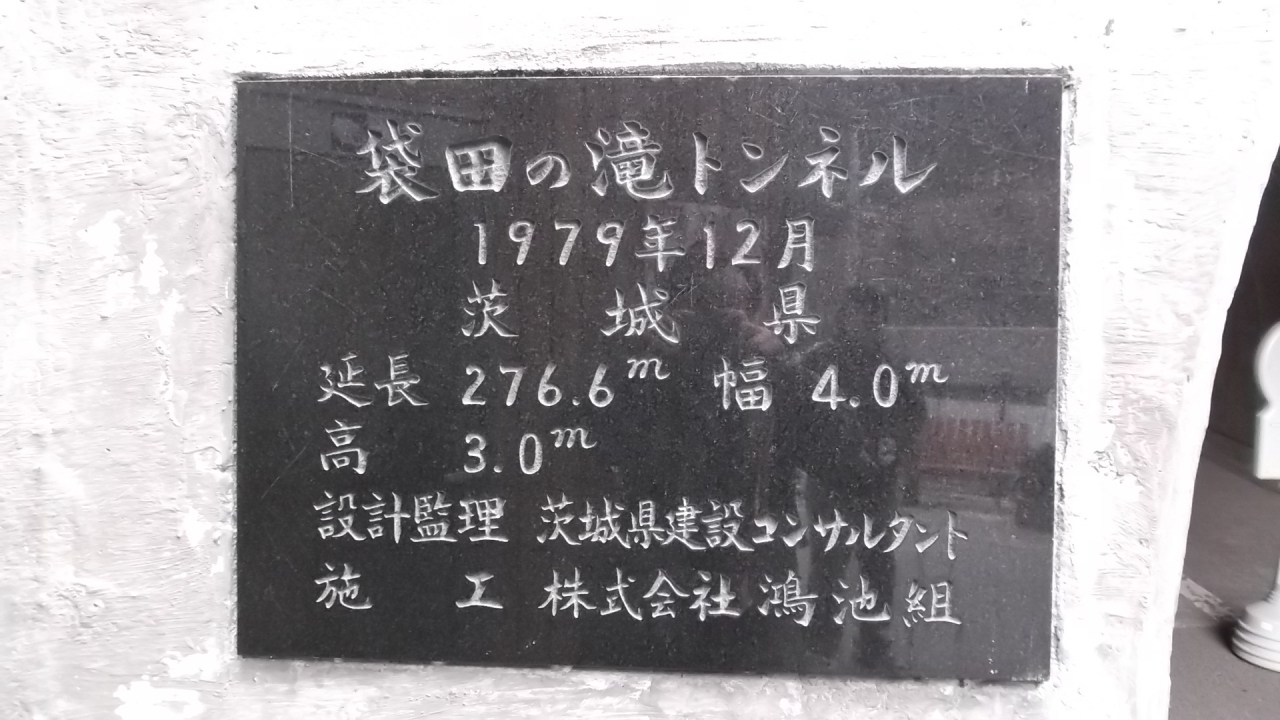 袋田の滝トンネル
1979年12月
茨城県
延長 276.6m 幅 4.0m
高 3.0m
設計監理 茨城県建設コンサルタント
施工 株式会社鴻池組